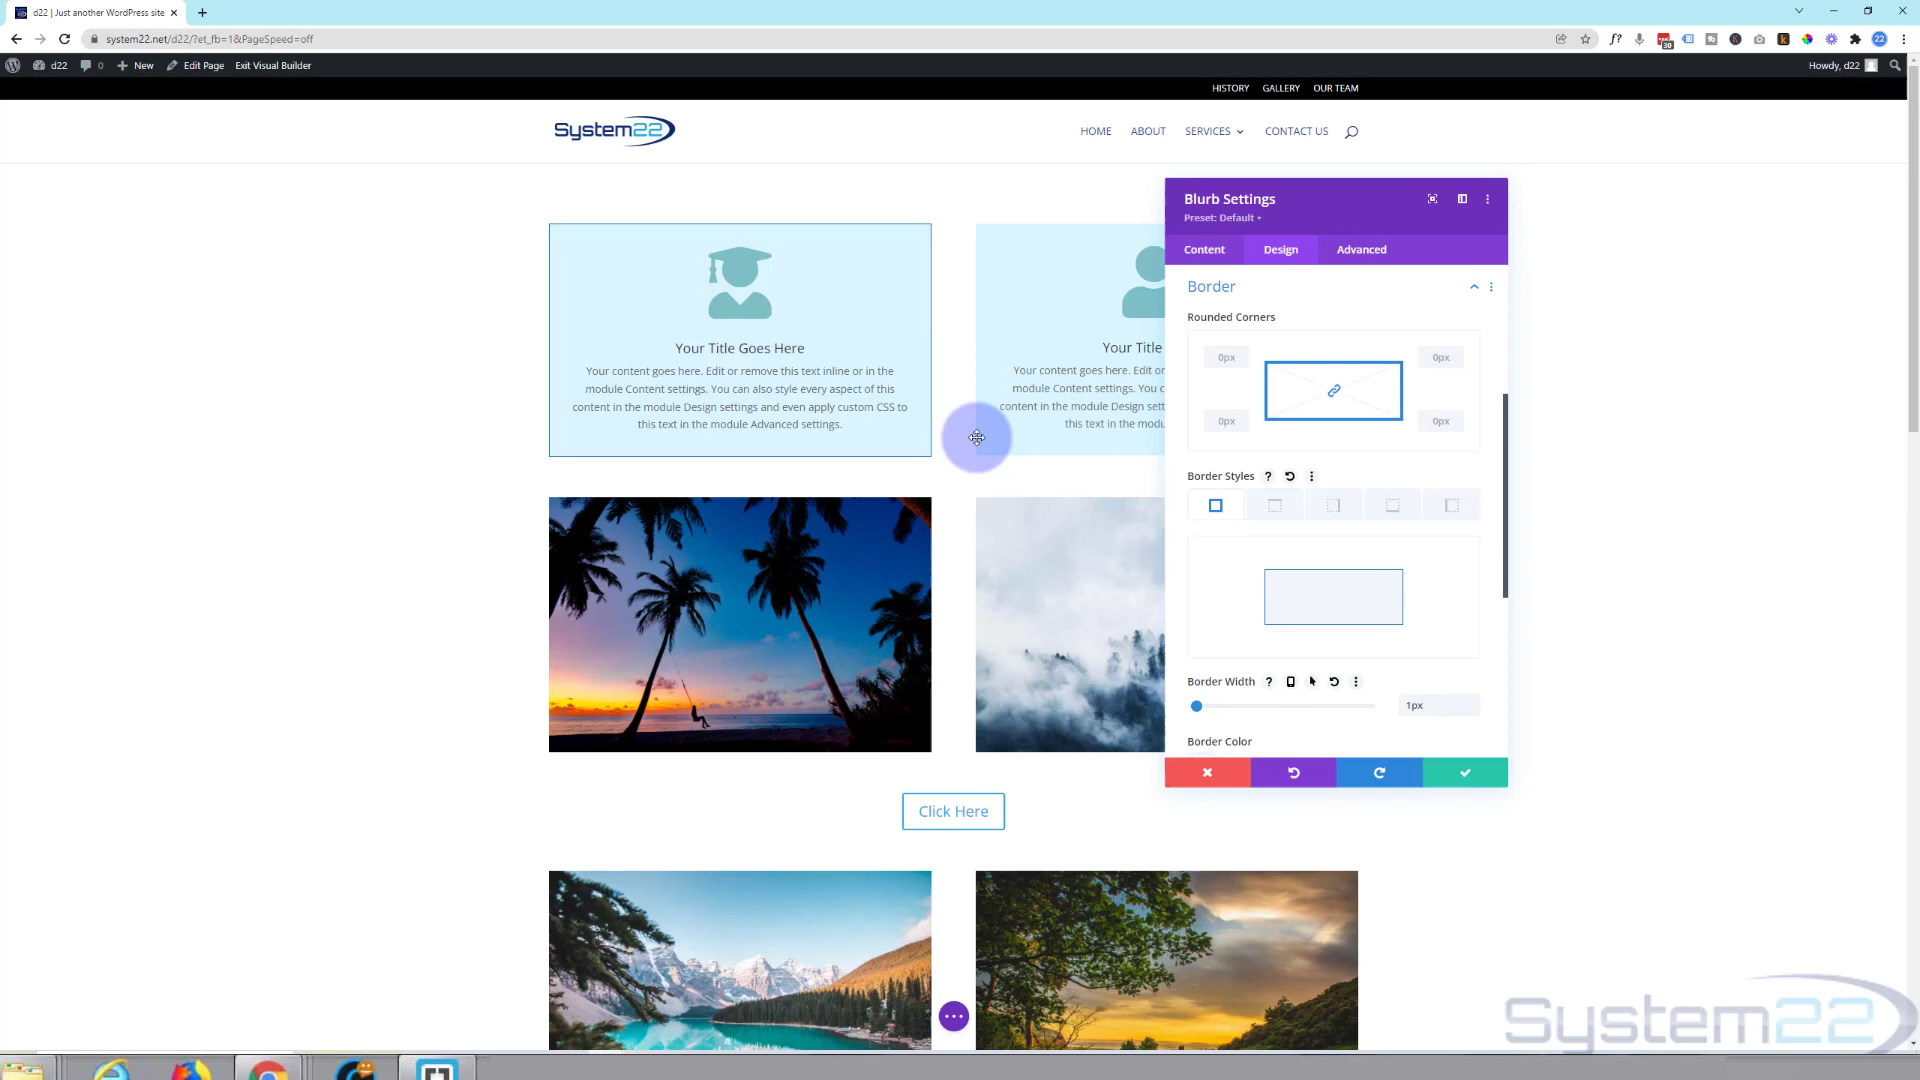 d22 | Just another WordPress site
system22.net/d22/?et_fb=1&PageSpeed=off
f?
30
22
d22
0
New
Edit Page
Exit Visual Builder
Howdy, d22
HISTORY
GALLERY
OUR TEAM
System22
HOME
ABOUT
SERVICES
CONTACT US
Your Title Goes Here
Your content goes here. Edit or remove this text inline or in the
module Content settings. You can also style every aspect of this
content in the module Design settings and even apply custom CSS to
this text in the module Advanced settings.
Your Title
Your content goes here. Edit or
module Content settings. You c
content in the module Design sett
this text in the modu
Blurb Settings
Preset: Default
Content
Design
Advanced
Border
Rounded Corners
0px
0px
0px
0px
Border Styles
?
Border Width
?
1px
Border Color
Click Here
System22